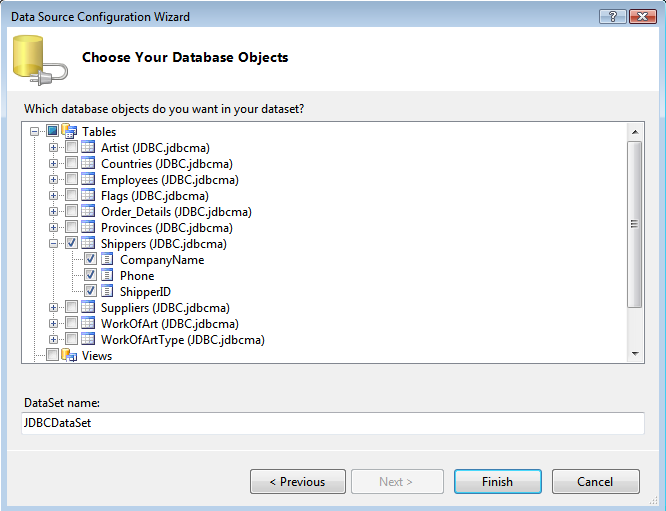 Data Source Configuration Wizard
Choose Your Database Objects
Which database objects do you want in your dataset?
Tables
Artist (JDBC.jdbcma)
Countries (JDBC.jdbcma)
Employees (JDBC.jdbcma)
Flags (JDBC.jdbcma)
Order_Details (JDBC.jdbcma)
Provinces (JDBC.jdbcma)
Shippers (JDBC.jdbcma)
CompanyName
Phone
ShipperID
Suppliers (JDBC.jdbcma)
WorkOfArt (JDBC.jdbcma)
WorkOfArtType (JDBC.jdbcma)
Views
DataSet name:
JDBCDataSet
< Previous Next > Finish Cancel